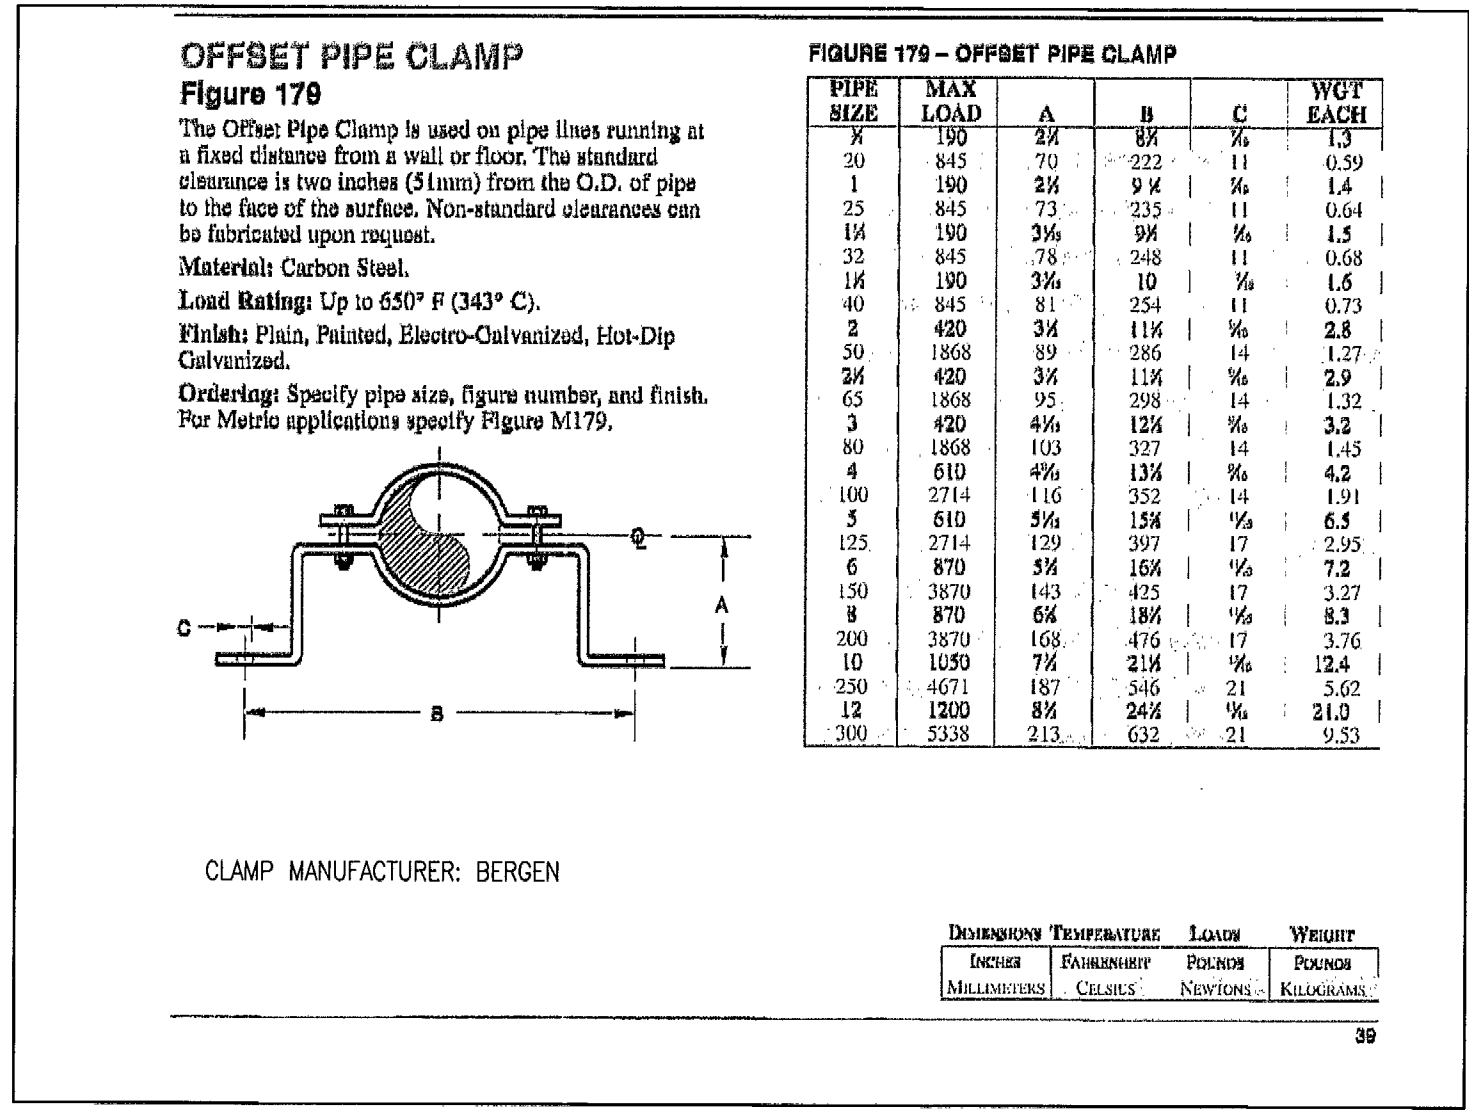 OFFSET PIPE CLAMP
Figure 179
The Offset Pipe Clamp is used on pipe lines running at
a fixed distance from a wall or floor. The standard
clearance is two inches (51mm) from the O.D. of pipe
to the face of the surface. Non-standard clearances can
be fabricated upon request.
Material: Carbon Steel.
Load Rating: Up to 650° F (343° C).
Finish: Plain, Painted, Electro-Galvanized, Hot-Dip
Galvanized.
Ordering: Specify pipe size, figure number, and finish.
For Metric applications specify Figure M179.
C
A
B
FIGURE 179 – OFFSET PIPE CLAMP
PIPE SIZE MAX LOAD A B C WGT EACH
190 1.3
20 845 70 222 11 0.59
1 190 1.4
25 845 73 235 11 0.64
190 1.5
32 845 78 248 11 0.68
190 10 1.6
40 845 81 254 11 0.73
2 420 2.8
50 1868 89 286 14 1.27
420 2.9
65 1868 95 298 14 1.32
3 420 3.2
80 1868 103 327 14 1.45
4 610 4.2
100 2714 116 352 14 1.91
5 610 6.5
125 2714 129 397 17 2.95
6 870 7.2
150 3870 143 425 17 3.27
8 870 8.3
200 3870 168 476 17 3.76
10 1050 12.4
250 4671 187 546 21 5.62
12 1200 21.0
300 5338 213 632 21 9.53
CLAMP MANUFACTURER: BERGEN
DIMENSIONS TEMPERATURE LOADS WEIGHT
INCHES FAHRENHEIT POUNDS POUNDS
MILLIMETERS CELSIUS NEWTONS KILOGRAMS
39